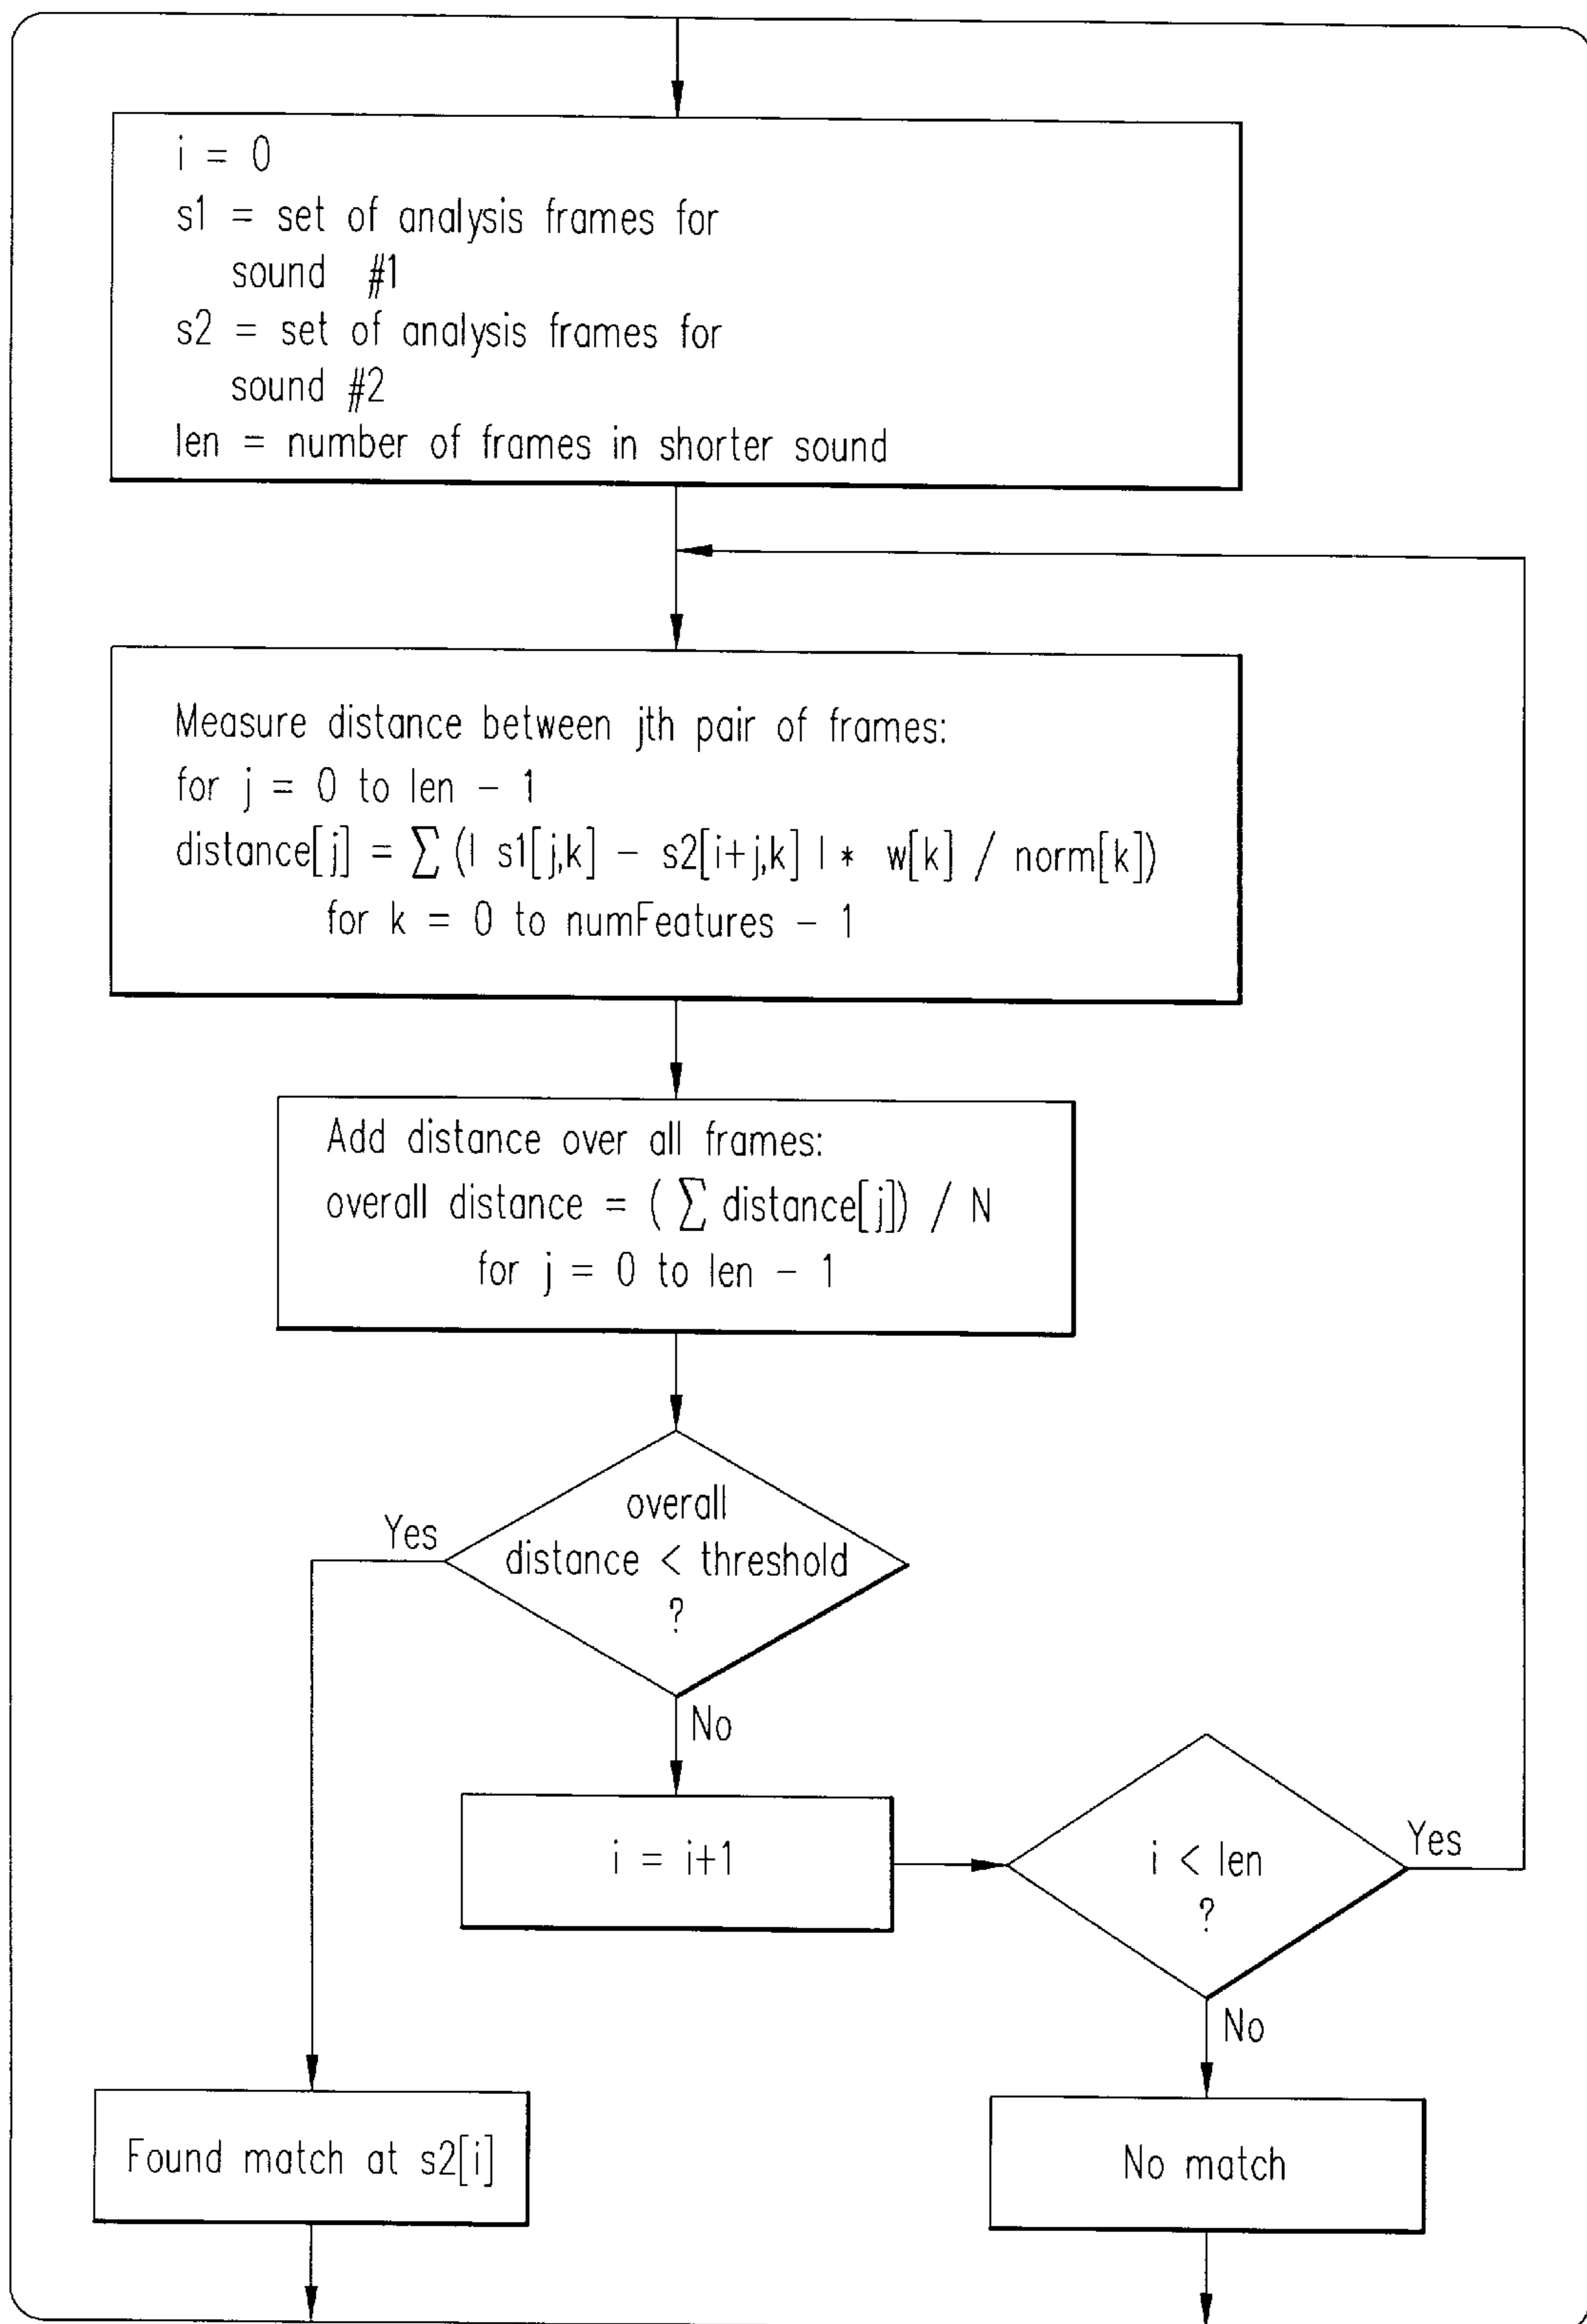 i = 0
s1 = set of analysis frames for
sound #1
s2 = set of analysis frames for
sound #2
len = number of frames in shorter sound
Measure distance between jth pair of frames:
for j = 0 to len - 1
distance[j] = ∑ (| s1[j,k] - s2[i+j,k] | * w[k] / norm[k])
for k = 0 to numFeatures - 1
Add distance over all frames:
overall distance = ( ∑ distance[j]) / N
for j = 0 to len - 1
overall
distance < threshold
?
Yes
No
i = i+1
i < len
?
Yes
No
Found match at s2[i]
No match